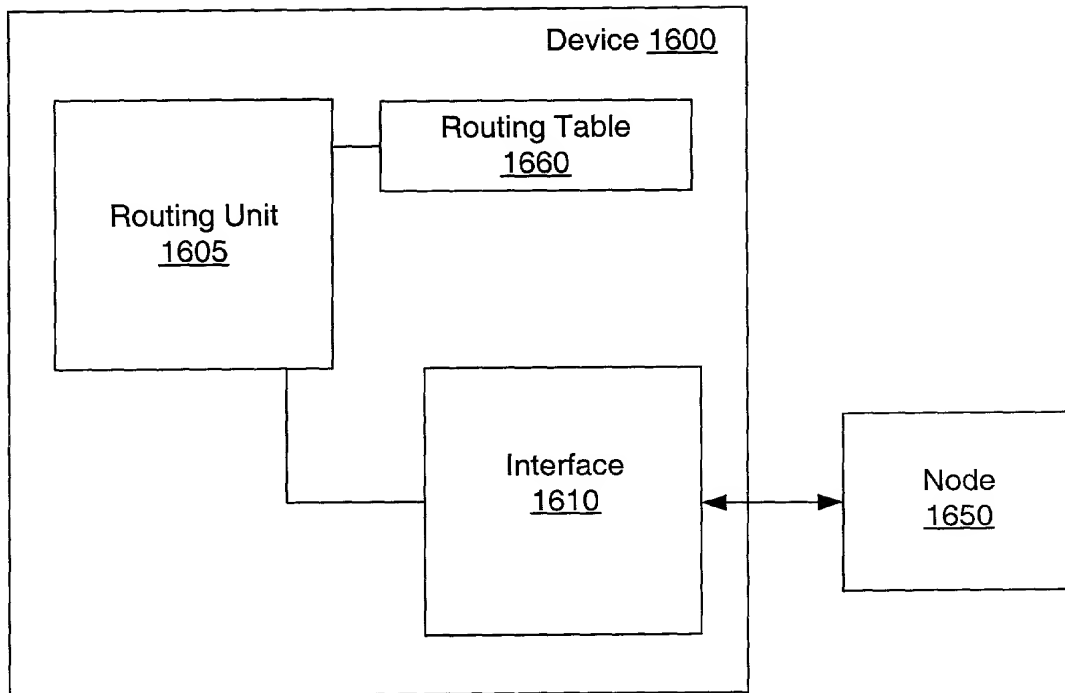 Device 1600
Routing Table
1660
Routing Unit
1605
Interface
1610
Node
1650